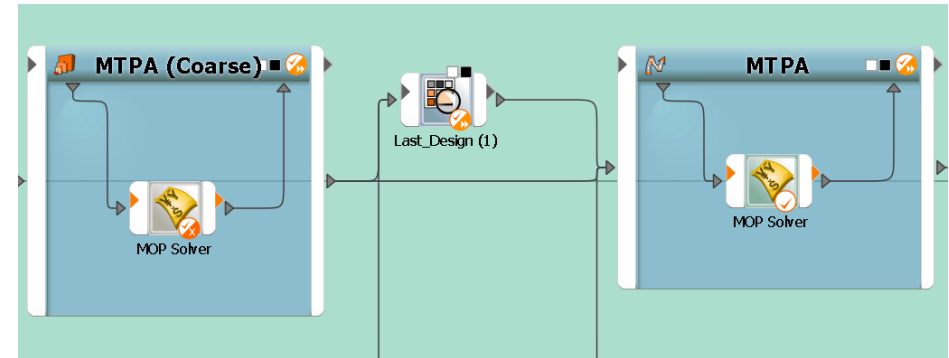 MTPA (Coarse)
MTPA
Last_Design (1)
MOP Solver
MOP Solver